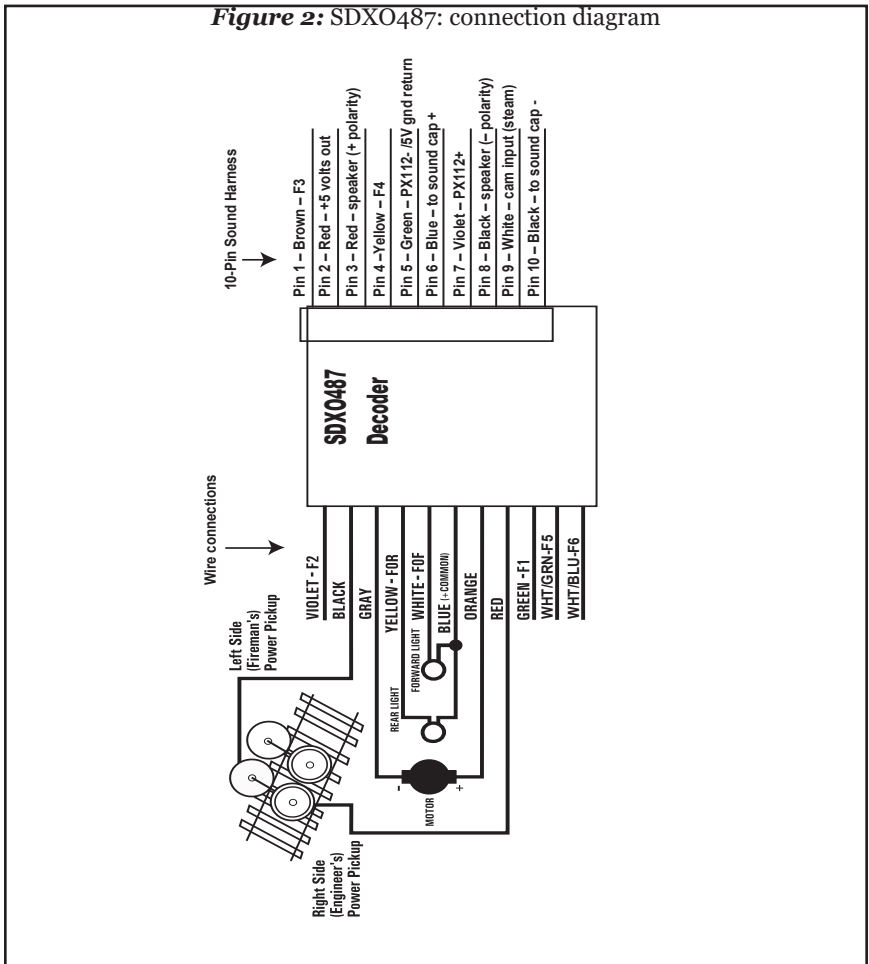 Figure 2: SDXO487: connection diagram
10-Pin Sound Harness
Pin 1 – Brown – F3
Pin 2 – Red – +5 volts out
Pin 3 – Red – speaker (+ polarity)
Pin 4 –Yellow – F4
Pin 5 – Green – PX112- /5V gnd return
Pin 6 – Blue – to sound cap +
Pin 7 – Violet – PX112+
Pin 8 – Black – speaker (– polarity)
Pin 9 – White – cam input (steam)
Pin 10 – Black – to sound cap -
SDXO487
Decoder
Wire connections
VIOLET - F2
BLACK
GRAY
YELLOW - FOR
WHITE - FOF
BLUE (+COMMON)
ORANGE
RED
GREEN -F1
WHT/GRN-F5
WHT/BLU-F6
Left Side
(Fireman's)
Power Pickup
FORWARD LIGHT
REAR LIGHT
-
+
MOTOR
Right Side
(Engineer's)
Power Pickup